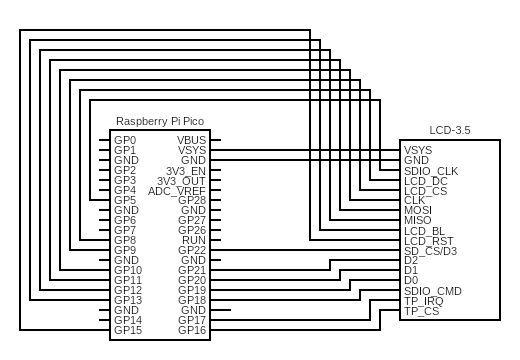 Raspberry Pi Pico
LCD-3.5
GP0
GP1
GND
GP2
GP3
GP4
GP5
GND
GP6
GP7
GP8
GP9
GND
GP10
GP11
GP12
GP13
GND
GP14
GP15
VBUS
VSYS
GND
3V3_EN
3V3_OUT
ADC_VREF
GP28
GND
GP27
GP26
RUN
GP22
GND
GP21
GP20
GP19
GP18
GND
GP17
GP16
VSYS
GND
SDIO_CLK
LCD_DC
LCD_CS
CLK
MOSI
MISO
LCD_BL
LCD_RST
SD_CS/D3
D2
D1
D0
SDIO_CMD
TP_IRQ
TP_CS